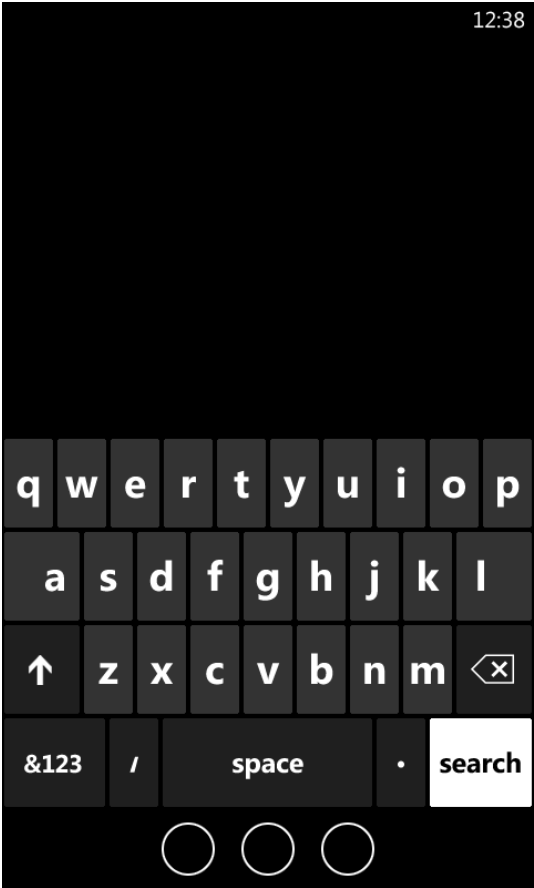 12:38
q w e r t y u i o p
a s d f g h j k l
z x c v b n m
&123 / space . search